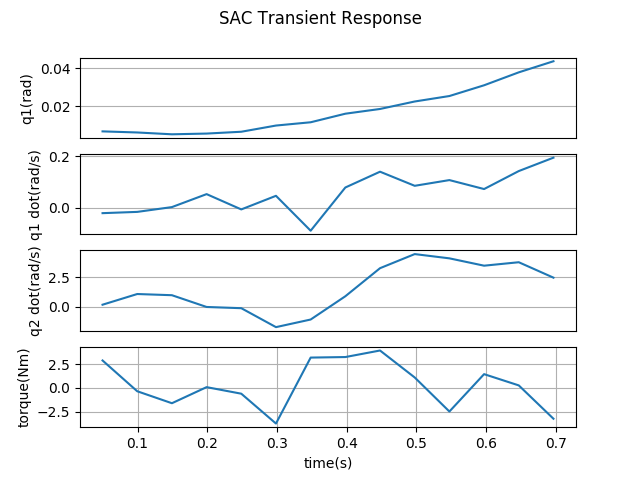 SAC Transient Response
q1(rad)
0.04
0.02
q1 dot(rad/s)
0.2
0.0
q2 dot(rad/s)
2.5
0.0
torque(Nm)
2.5
0.0
−2.5
0.1 0.2 0.3 0.4 0.5 0.6 0.7
time(s)